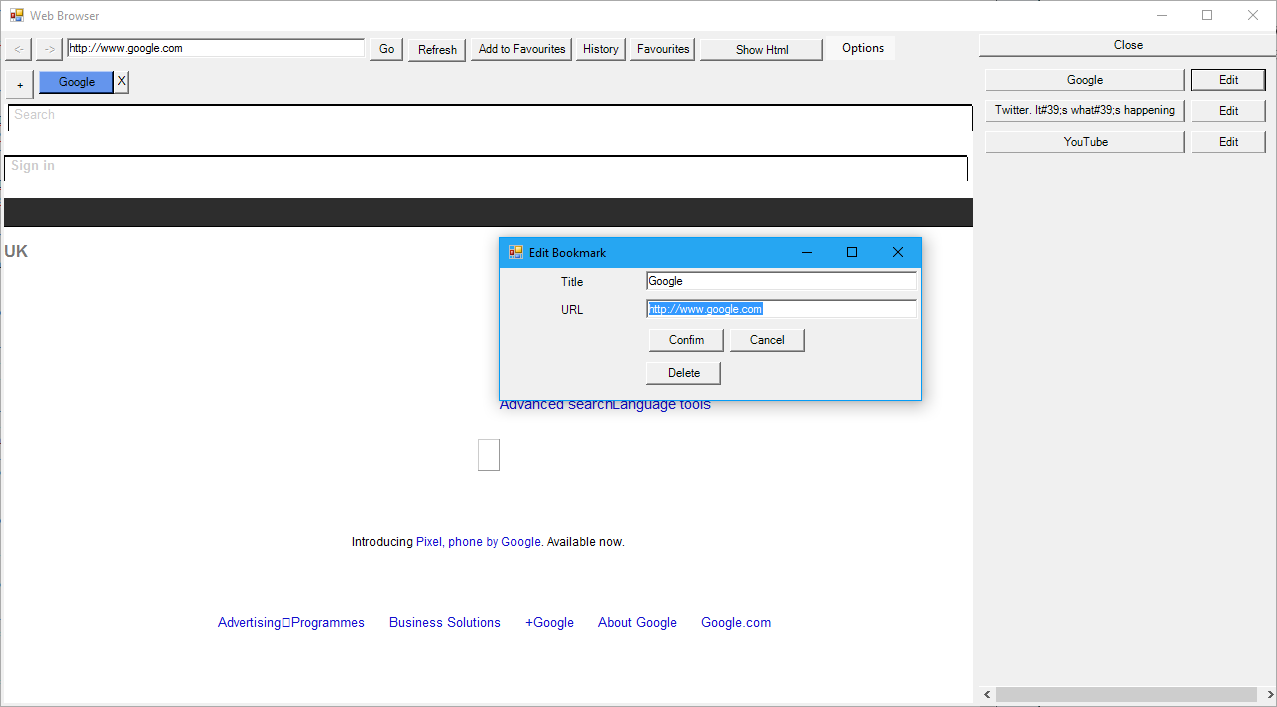 Web Browser
<- -> http://www.google.com Go Refresh Add to Favourites History Favourites Show Html Options Close
+ Google X
Google Edit
Twitter. It#39;s what#39;s happening Edit
YouTube Edit
Search
Sign in
UK
Edit Bookmark
Title Google
URL http://www.google.com
Confim Cancel
Delete
Advanced searchLanguage tools
Introducing Pixel, phone by Google. Available now.
Advertising▯Programmes Business Solutions +Google About Google Google.com